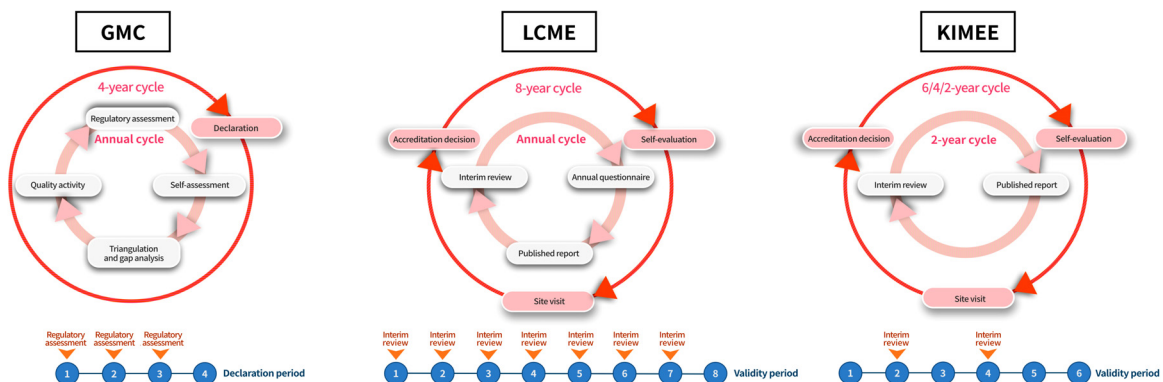 GMC
4-year cycle
Regulatory assessment
Annual cycle
Declaration
Quality activity
Self-assessment
Triangulation
and gap analysis
Regulatory
assessment
Regulatory
assessment
Regulatory
assessment
1
2
3
4
Declaration period
LCME
8-year cycle
Accreditation decision
Annual cycle
Self-evaluation
Interim review
Annual questionnaire
Published report
Site visit
Interim
review
Interim
review
Interim
review
Interim
review
Interim
review
Interim
review
Interim
review
1
2
3
4
5
6
7
8
Validity period
KIMEE
6/4/2-year cycle
Accreditation decision
2-year cycle
Self-evaluation
Interim review
Published report
Site visit
Interim
review
Interim
review
1
2
3
4
5
6
Validity period